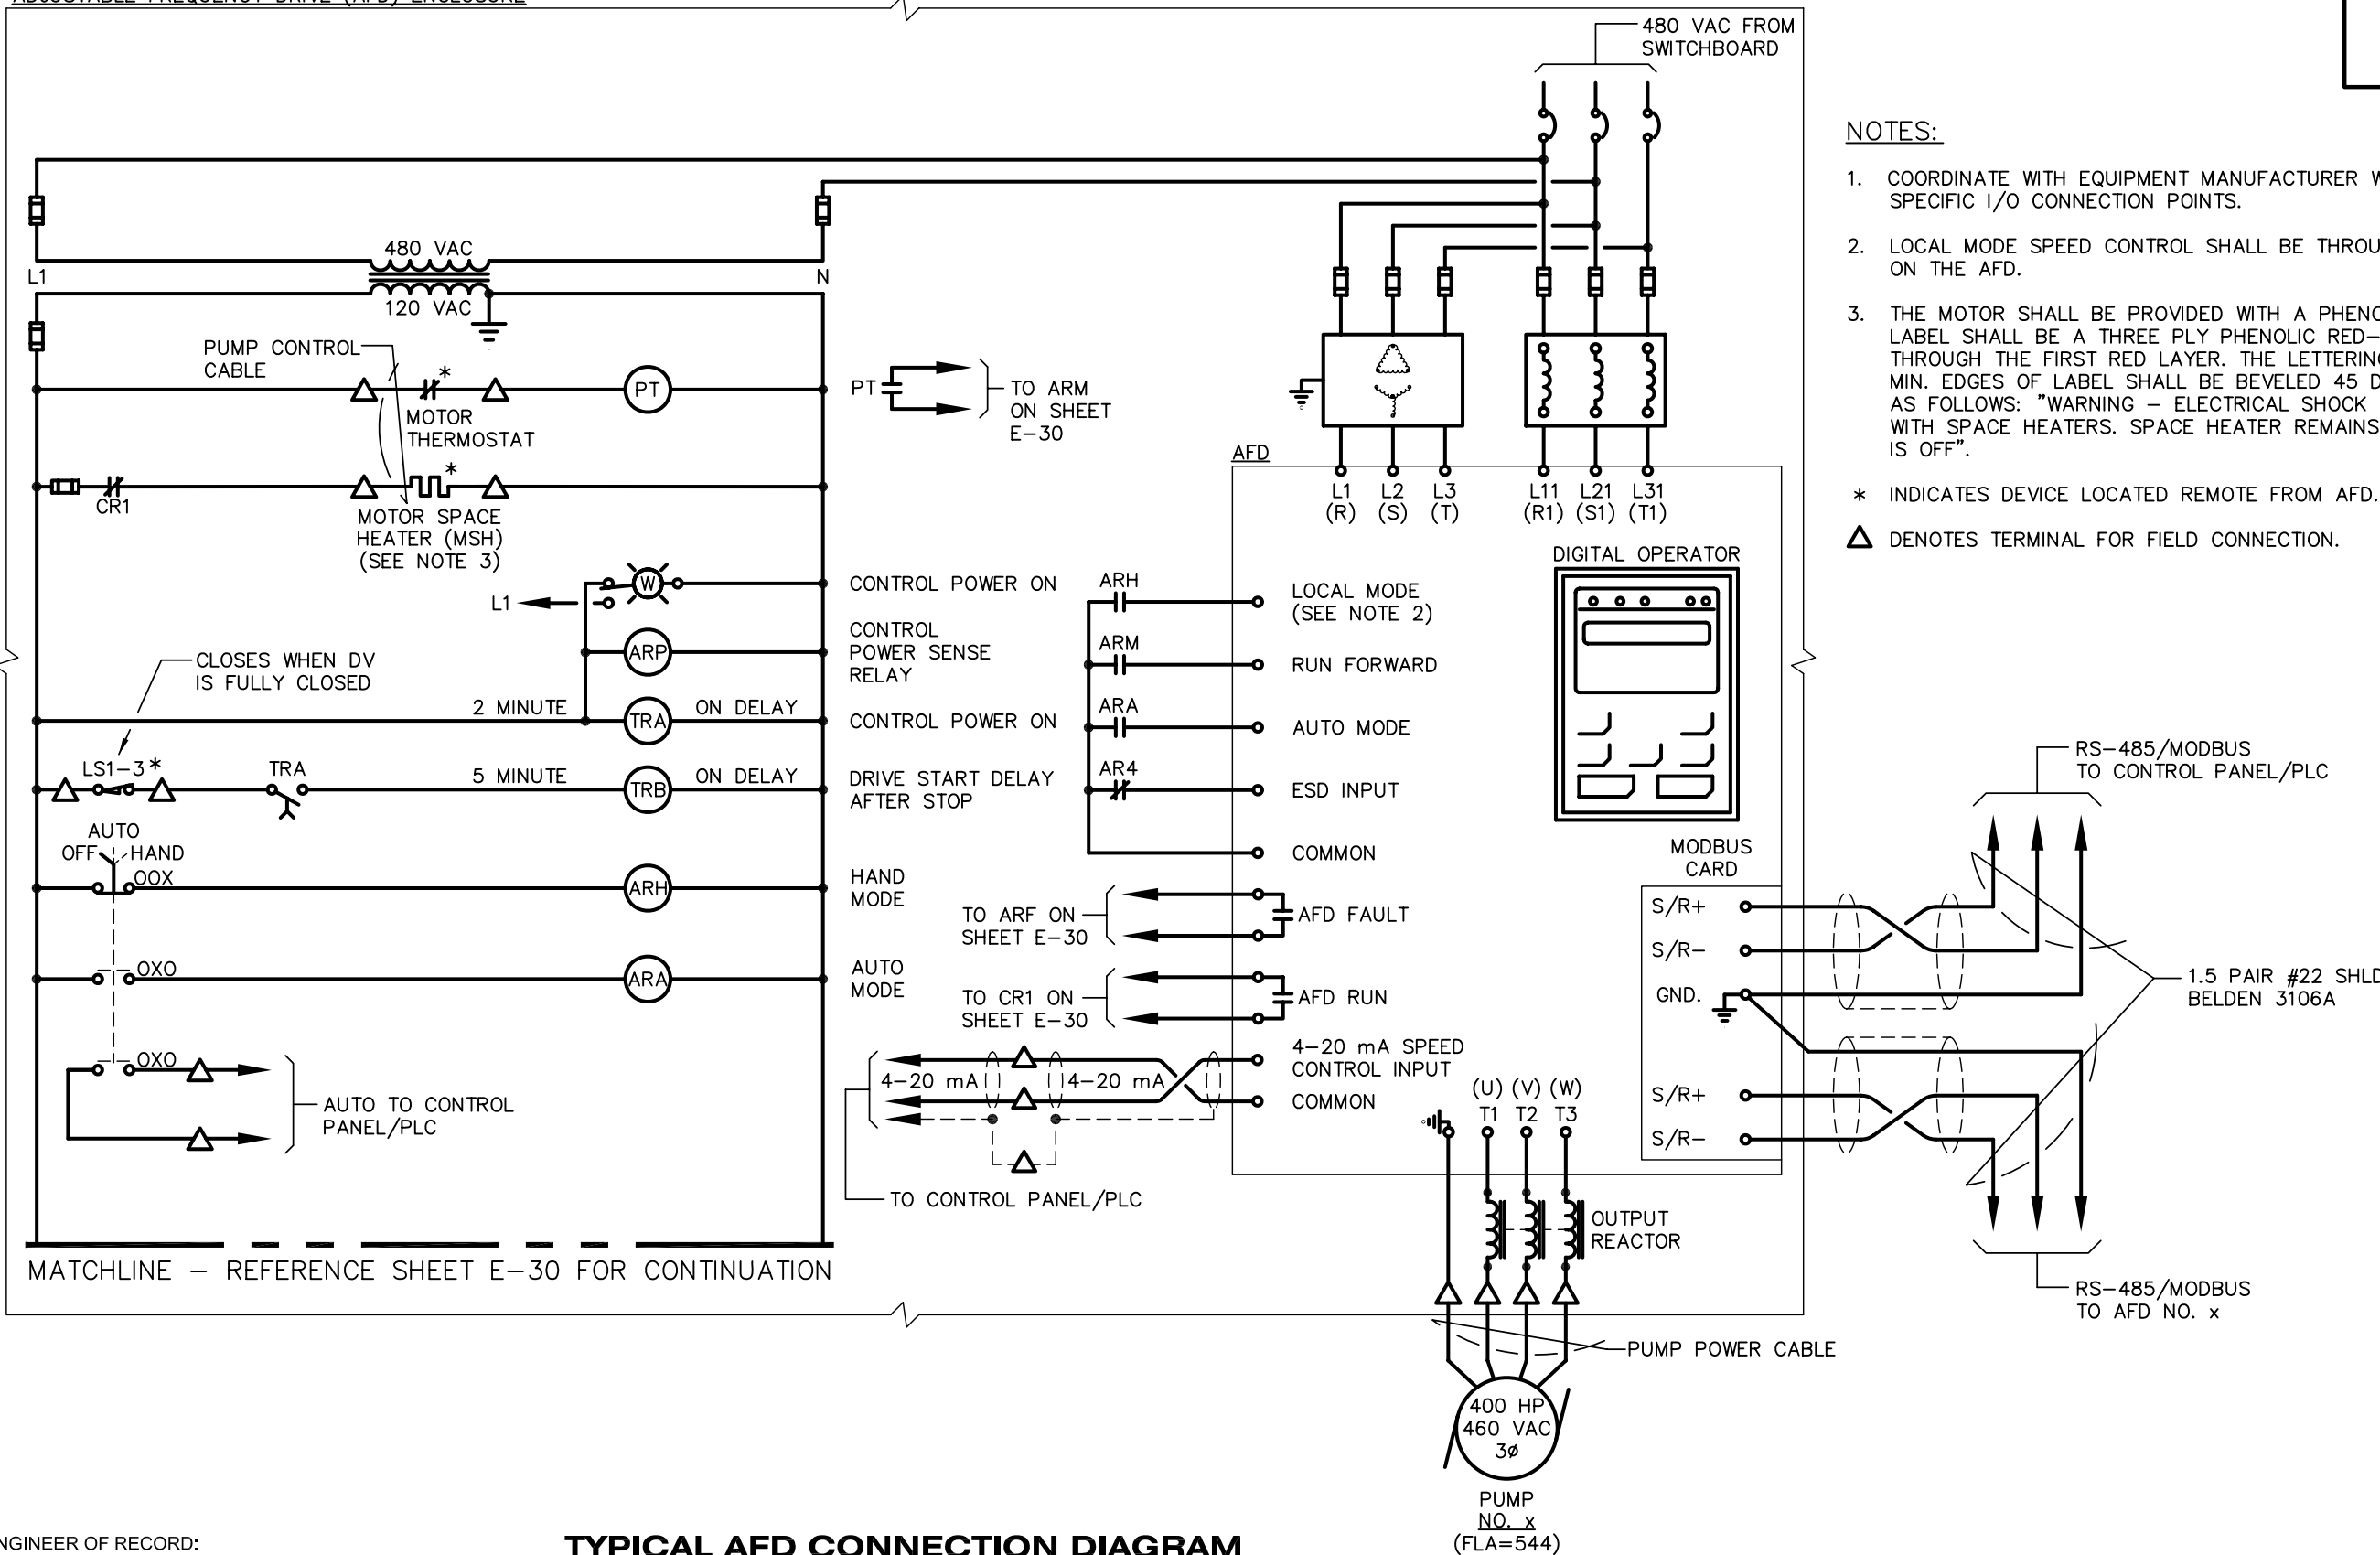 ADJUSTABLE FREQUENCY DRIVE (AFD) ENCLOSURE
480 VAC FROM
SWITCHBOARD
480 VAC
L1
N
120 VAC
PUMP CONTROL
CABLE
*
PT
MOTOR
THERMOSTAT
PT
TO ARM
ON SHEET
E-30
CR1
*
MOTOR SPACE
HEATER (MSH)
(SEE NOTE 3)
L1
W
CONTROL POWER ON
ARP
CONTROL
POWER SENSE
RELAY
CLOSES WHEN DV
IS FULLY CLOSED
2 MINUTE
TRA
ON DELAY
CONTROL POWER ON
LS1-3*
TRA
5 MINUTE
TRB
ON DELAY
DRIVE START DELAY
AFTER STOP
AUTO
OFF
HAND
OOX
ARH
HAND
MODE
OXO
ARA
AUTO
MODE
OXO
AUTO TO CONTROL
PANEL/PLC
MATCHLINE - REFERENCE SHEET E-30 FOR CONTINUATION
AFD
L1
(R)
L2
(S)
L3
(T)
L11
(R1)
L21
(S1)
L31
(T1)
DIGITAL OPERATOR
ARH
LOCAL MODE
(SEE NOTE 2)
ARM
RUN FORWARD
ARA
AUTO MODE
AR4
ESD INPUT
COMMON
TO ARF ON
SHEET E-30
AFD FAULT
TO CR1 ON
SHEET E-30
AFD RUN
4-20 mA
4-20 mA
4-20 mA SPEED
CONTROL INPUT
COMMON
TO CONTROL PANEL/PLC
MODBUS
CARD
S/R+
S/R-
GND.
S/R+
S/R-
(U) (V) (W)
T1 T2 T3
OUTPUT
REACTOR
PUMP POWER CABLE
400 HP
460 VAC
3ø
PUMP
NO. x
(FLA=544)
RS-485/MODBUS
TO CONTROL PANEL/PLC
1.5 PAIR #22 SHLD
BELDEN 3106A
RS-485/MODBUS
TO AFD NO. x
NOTES:
1. COORDINATE WITH EQUIPMENT MANUFACTURER
SPECIFIC I/O CONNECTION POINTS.
2. LOCAL MODE SPEED CONTROL SHALL BE
ON THE AFD.
3. THE MOTOR SHALL BE PROVIDED WITH A
LABEL SHALL BE A THREE PLY PHENOLIC RED-
THROUGH THE FIRST RED LAYER. THE LETTERING
MIN. EDGES OF LABEL SHALL BE BEVELED 45
AS FOLLOWS: "WARNING - ELECTRICAL SHOCK
WITH SPACE HEATERS. SPACE HEATER REMAINS
IS OFF".
* INDICATES DEVICE LOCATED REMOTE FROM AFD.
DENOTES TERMINAL FOR FIELD CONNECTION.
NGINEER OF RECORD:
TYPICAL AFD CONNECTION DIAGRAM